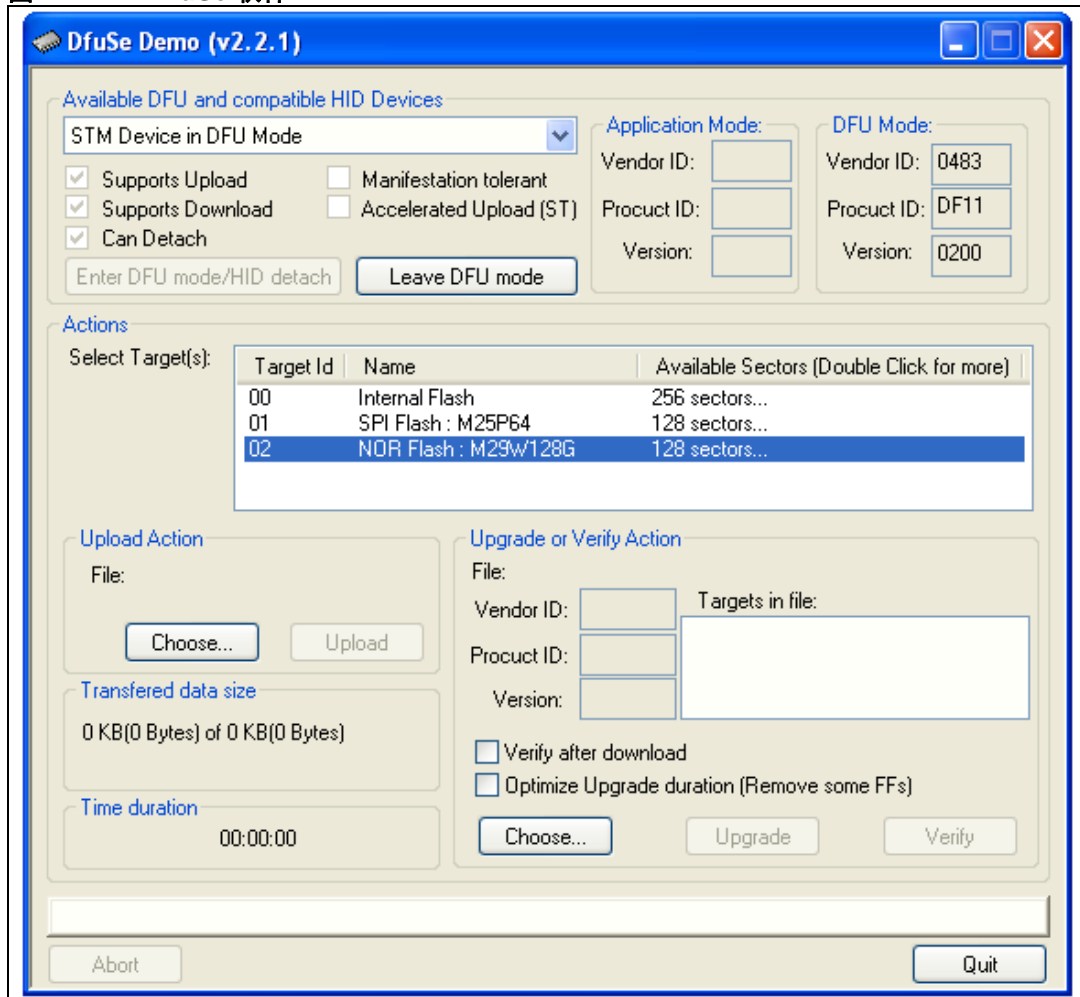 DfuSe Demo (v2.2.1)
Available DFU and compatible HID Devices
STM Device in DFU Mode
Supports Upload
Manifestation tolerant
Supports Download
Accelerated Upload (ST)
Can Detach
Enter DFU mode/HID detach
Leave DFU mode
Application Mode:
Vendor ID:
Procuct ID:
Version:
DFU Mode:
Vendor ID: 0483
Procuct ID: DF11
Version: 0200
Actions
Select Target(s):
Target Id Name Available Sectors (Double Click for more)
00 Internal Flash 256 sectors...
01 SPI Flash : M25P64 128 sectors...
02 NOR Flash : M29W128G 128 sectors...
Upload Action
File:
Choose... Upload
Transfered data size
0 KB(0 Bytes) of 0 KB(0 Bytes)
Time duration
00:00:00
Upgrade or Verify Action
File:
Vendor ID:
Procuct ID:
Version:
Targets in file:
Verify after download
Optimize Upgrade duration (Remove some FFs)
Choose... Upgrade Verify
Abort Quit